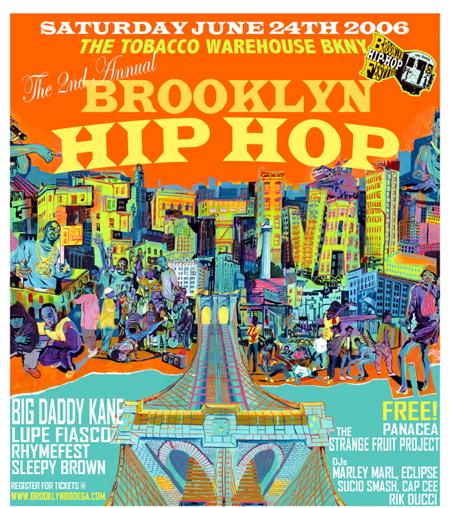 SATURDAY JUNE 24TH 2006
THE TOBACCO WAREHOUSE BKNY
BROOKLYN
HIP-HOP
FESTIVAL
The 2nd Annual
BROOKLYN
HIP HOP
FESTIVAL
BIG DADDY KANE
LUPE FIASCO
RHYMEFEST
SLEEPY BROWN
REGISTER FOR TICKETS @
WWW.BROOKLYNBODEGA.COM
FREE!
PANACEA
THE
STRANGE FRUIT PROJECT
DJs
MARLEY MARL, ECLIPSE
SUCIO SMASH, CAP CEE
RIK DUCCI